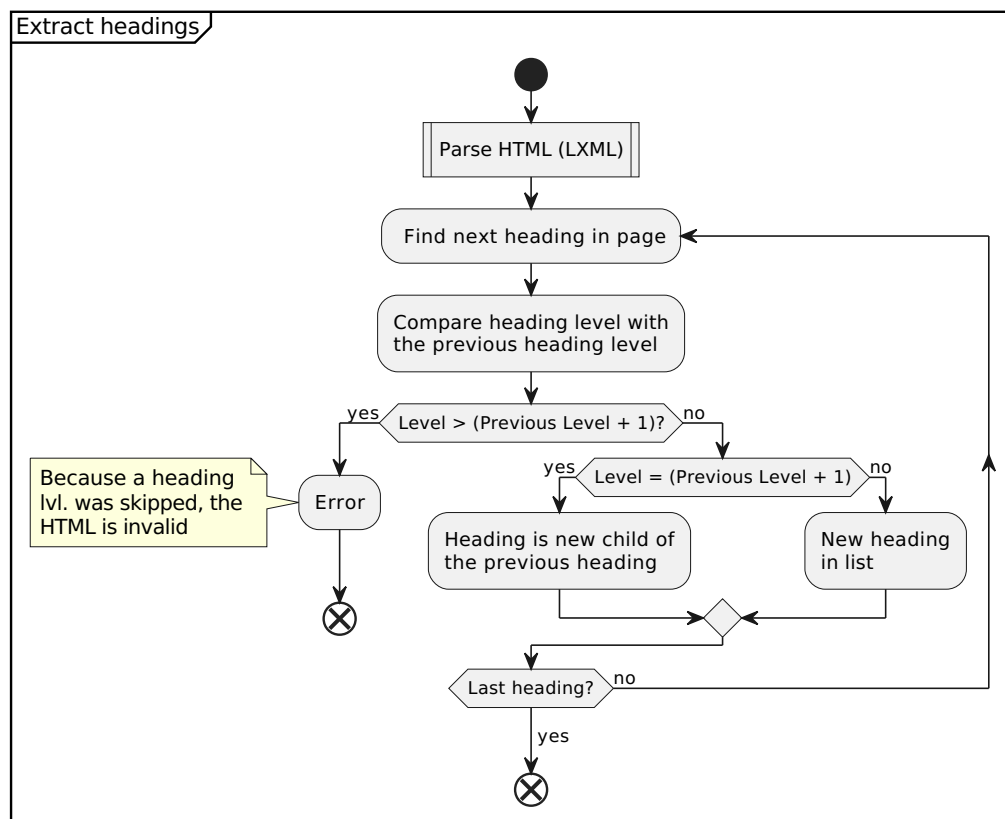 Extract headings
Parse HTML (LXML)
Find next heading in page
Compare heading level with
the previous heading level
yes
Level > (Previous Level + 1)?
no
Because a heading
lvl. was skipped, the
HTML is invalid
Error
yes
Level = (Previous Level + 1)
no
Heading is new child of
the previous heading
New heading
in list
Last heading?
no
yes